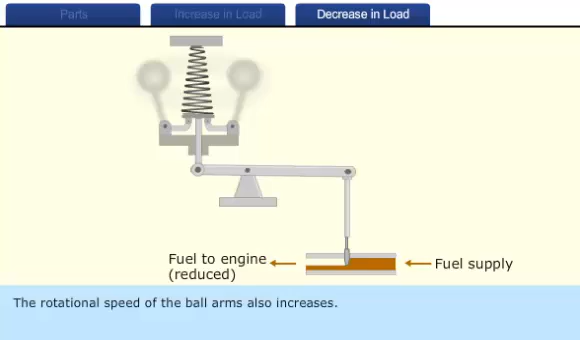 Parts
Increase in Load
Decrease in Load
Fuel to engine
(reduced)
Fuel supply
The rotational speed of the ball arms also increases.